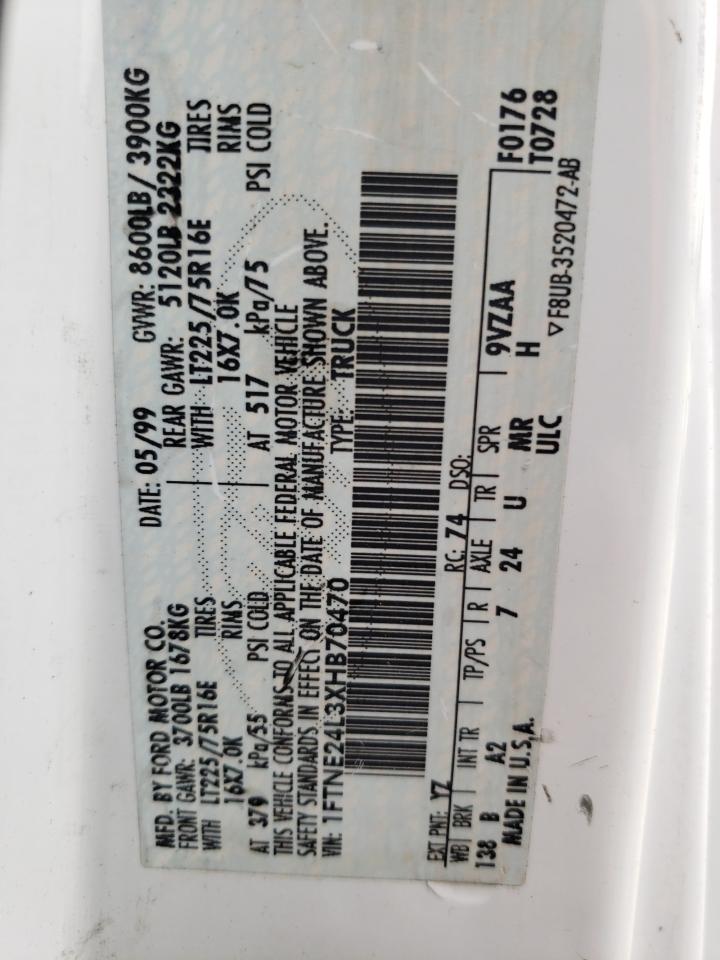 MFD. BY FORD MOTOR CO. DATE: 05/99 GVWR: 8600LB/ 3900KG
FRONT GAWR: 3700LB 1678KG REAR GAWR: 5120LB 2322KG
WITH LT225/75R16E TIRES WITH LT225/75R16E TIRES
16X7.0K RIMS 16X7.0K RIMS
AT 379 kPa/55 PSI COLD AT 517 kPa/75 PSI COLD
THIS VEHICLE CONFORMS TO ALL APPLICABLE FEDERAL MOTOR VEHICLE
SAFETY STANDARDS IN EFFECT ON THE DATE OF MANUFACTURE SHOWN ABOVE.
VIN: 1FTNE24L3XHB70470 TYPE: TRUCK
EXT PNT: YZ RC: 74 DSO: F0176
WB BRK INT TR TP/PS R AXLE TR SPR 9VZAA T0728
138 B A2 7 24 U MR H
MADE IN U.S.A. ULC ▽F8UB-3520472-AB